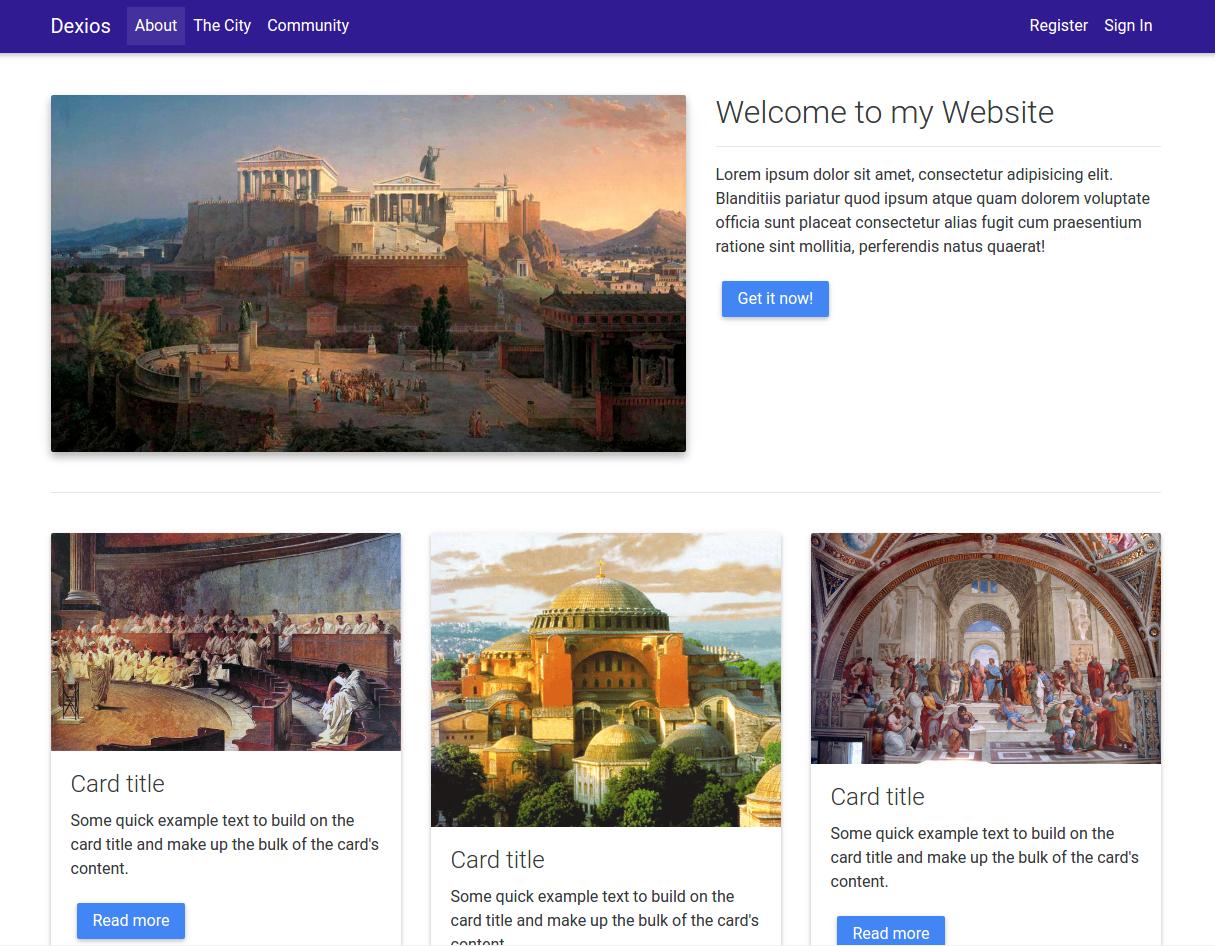 Dexios About The City Community Register Sign In
Welcome to my Website
Lorem ipsum dolor sit amet, consectetur adipisicing elit.
Blanditiis pariatur quod ipsum atque quam dolorem voluptate
officia sunt placeat consectetur alias fugit cum praesentium
ratione sint mollitia, perferendis natus quaerat!
Get it now!
Card title
Some quick example text to build on the
card title and make up the bulk of the card's
content.
Read more
Card title
Some quick example text to build on the
card title and make up the bulk of the card's
content.
Card title
Some quick example text to build on the
card title and make up the bulk of the card's
content.
Read more